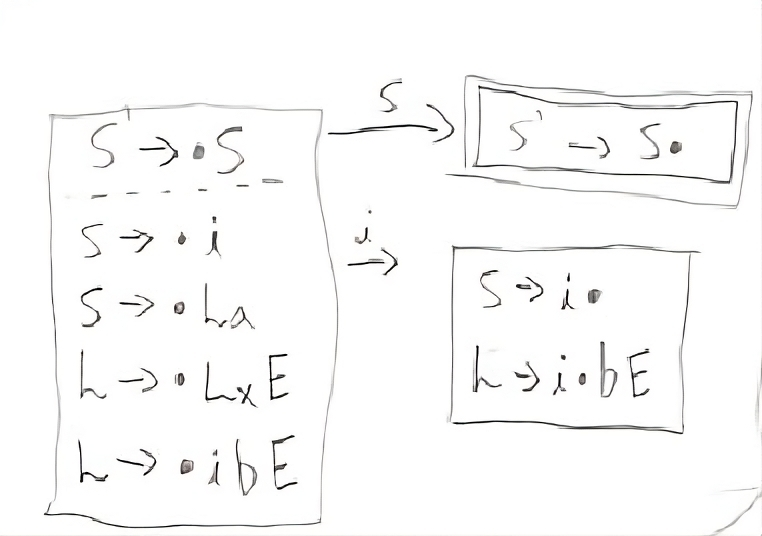 S' → •S
S → •i
S → •La
L → •LxE
L → •ibE
S
i
S' → S•
S → i•
L → i•bE